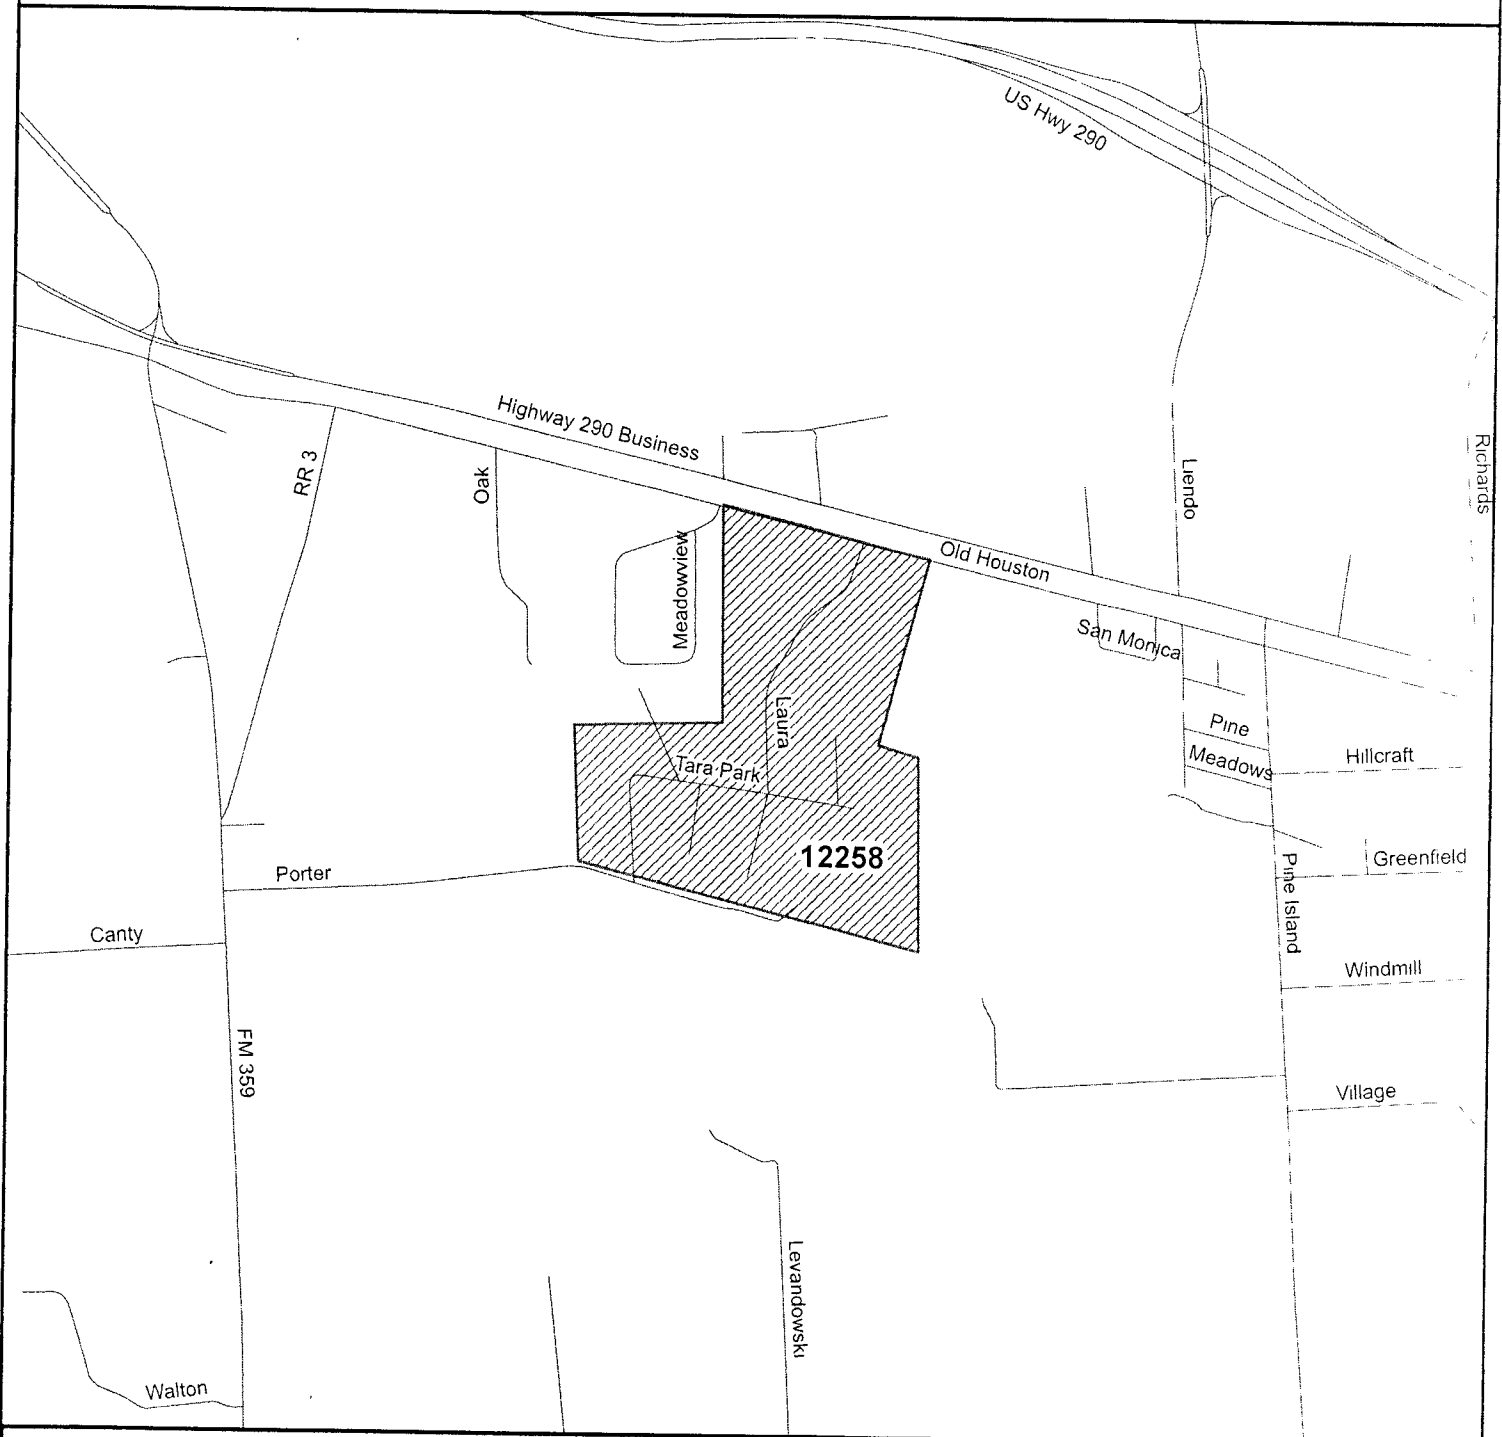 US Hwy 290
Highway 290 Business
RR 3
Oak
Liendo
Richards
Meadowview
Old Houston
San Monica
Laura
Pine
Meadows
Hillcraft
Tara Park
12258
Greenfield
Porter
Pine Island
Canty
Windmill
FM 359
Village
Levandowski
Walton